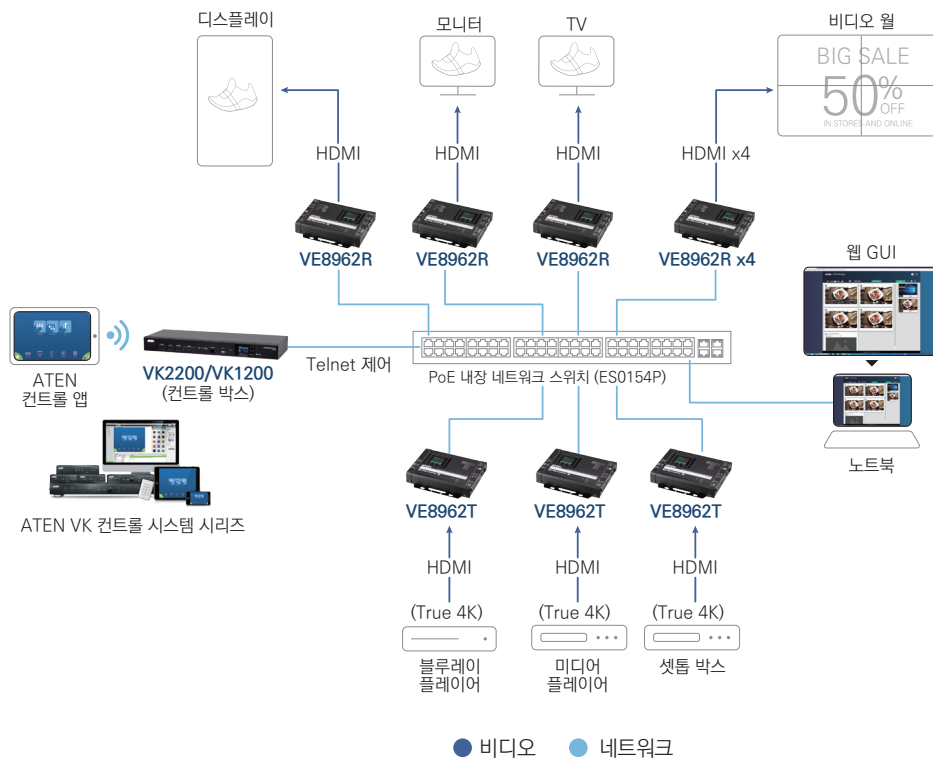 디스플레이
모니터
TV
비디오 월
BIG SALE
50% OFF
IN STORES AND ONLINE
HDMI
HDMI
HDMI
HDMI x4
VE8962R
VE8962R
VE8962R
VE8962R x4
웹 GUI
ATEN
컨트롤 앱
VK2200/VK1200
(컨트롤 박스)
Telnet 제어
PoE 내장 네트워크 스위치 (ES0154P)
노트북
ATEN VK 컨트롤 시스템 시리즈
VE8962T
VE8962T
VE8962T
HDMI
HDMI
HDMI
(True 4K)
(True 4K)
(True 4K)
블루레이
플레이어
미디어
플레이어
셋톱 박스
비디오
네트워크